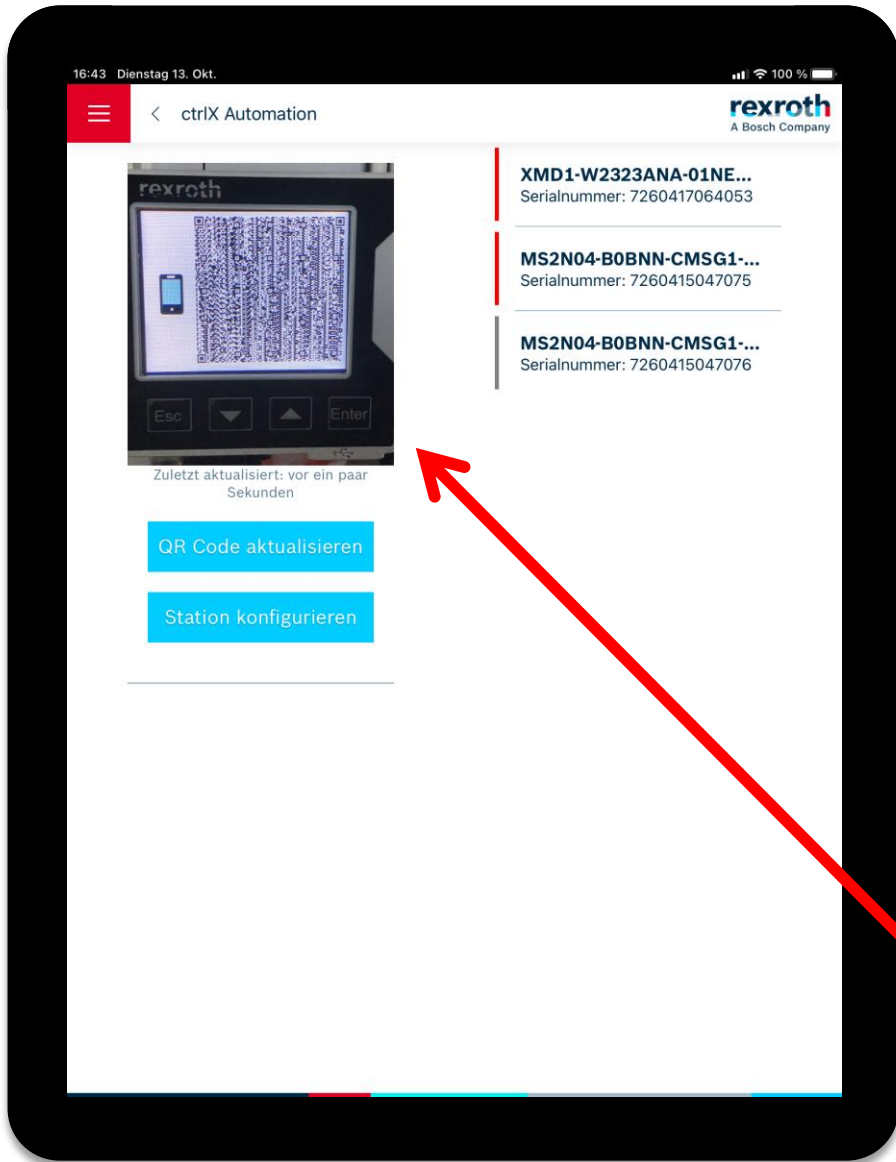 16:43 Dienstag 13. Okt.
100 %
ctrlX Automation
rexroth
A Bosch Company
rexroth
Esc
Enter
Zuletzt aktualisiert: vor ein paar
Sekunden
QR Code aktualisieren
Station konfigurieren
XMD1-W2323ANA-01NE...
Serialnummer: 7260417064053
MS2N04-B0BNN-CMSG1-...
Serialnummer: 7260415047075
MS2N04-B0BNN-CMSG1-...
Serialnummer: 7260415047076